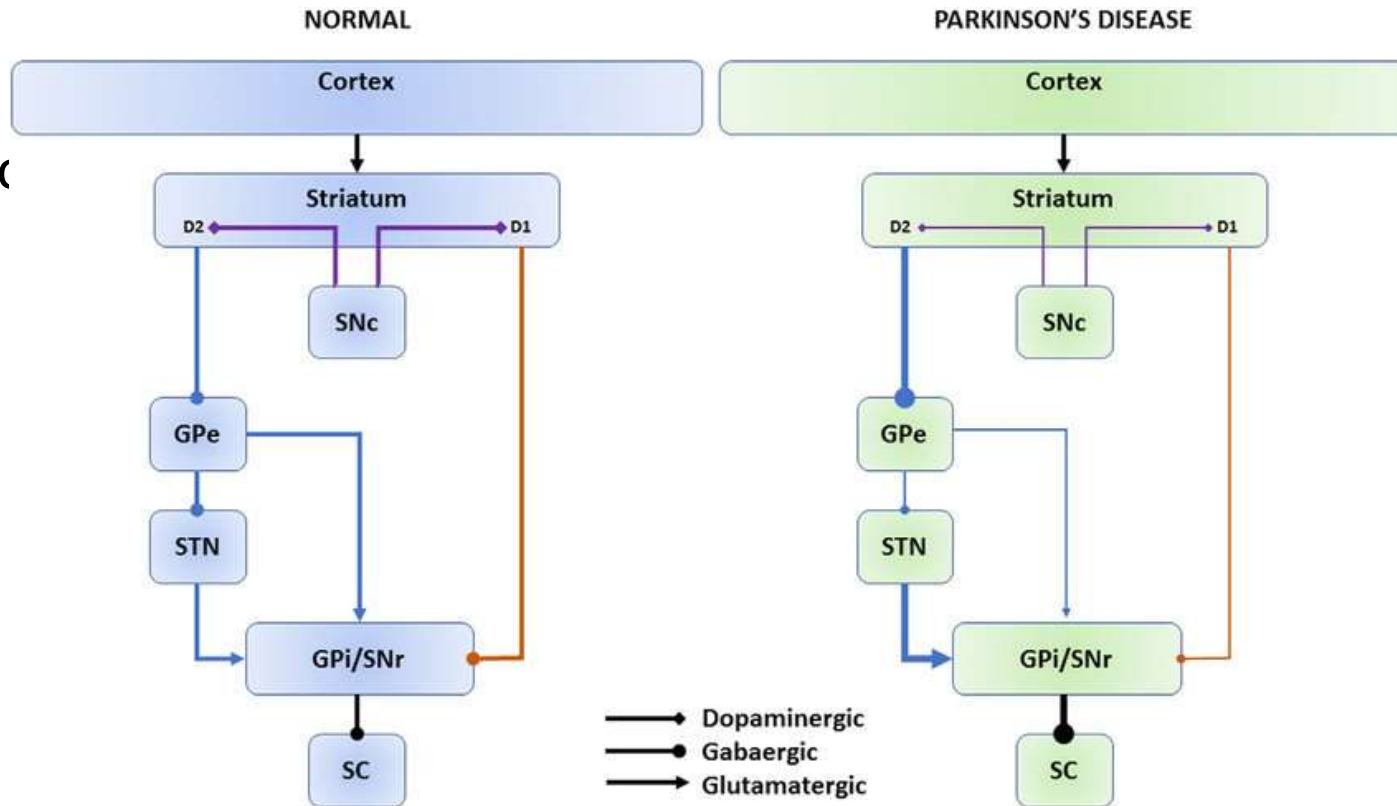 NORMAL
Cortex
Striatum
D2
D1
SNc
GPe
STN
GPi/SNr
SC
PARKINSON'S DISEASE
Cortex
Striatum
D2
D1
SNc
GPe
STN
GPi/SNr
SC
Dopaminergic
Gabaergic
Glutamatergic